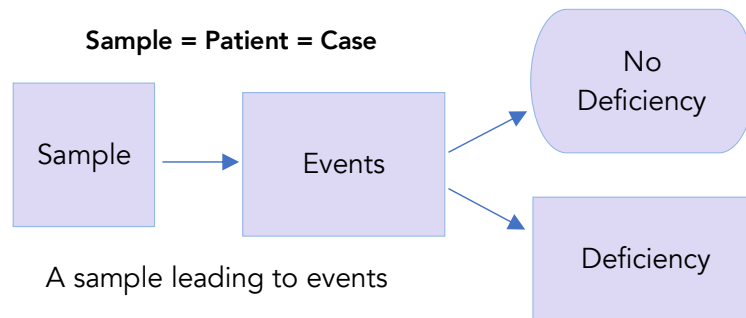 Sample = Patient = Case
Sample
Events
No
Deficiency
Deficiency
A sample leading to events